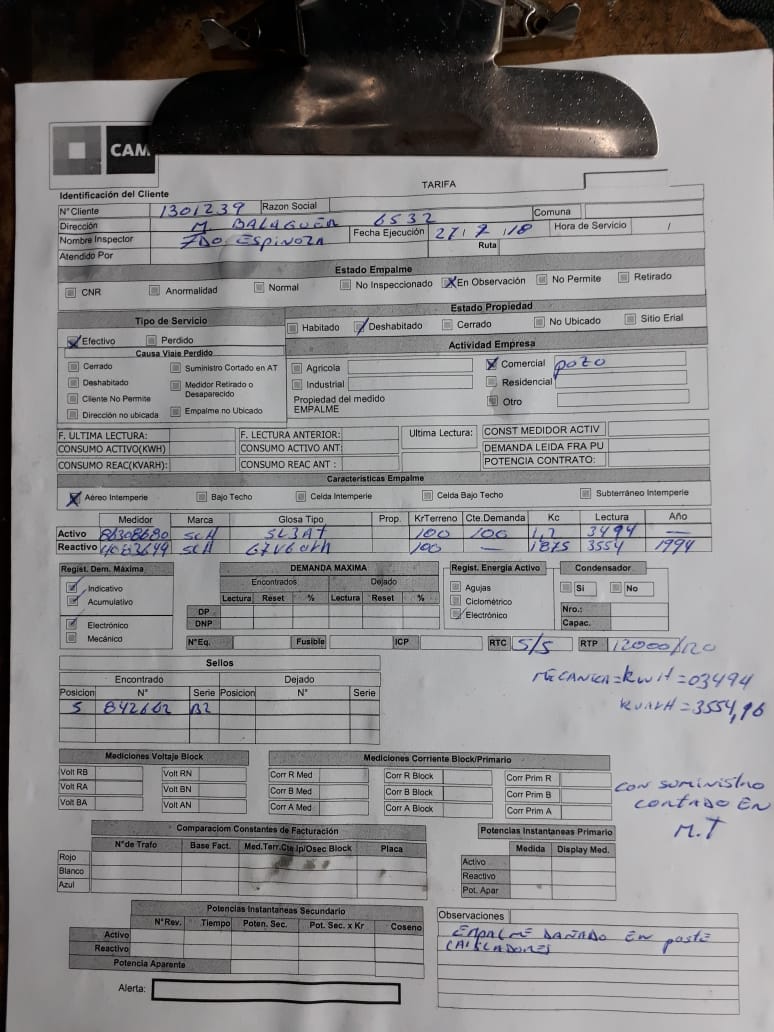 CAM
TARIFA
Identificación del Cliente
N°Cliente 1301239 Razon Social
Dirección M. BALAGUER 6532 Comuna
Nombre Inspector FDO ESPINOZA Fecha Ejecución 27/7/18 Hora de Servicio /
Atendido Por Ruta
Estado Empalme
CNR Anormalidad Normal No Inspeccionado X En Observación No Permite Retirado
Tipo de Servicio
Efectivo Perdido
Causa Viaje Perdido
Cerrado Suministro Cortado en AT
Deshabitado Medidor Retirado o Desaparecido
Cliente No Permite
Dirección no ubicada Empalme no Ubicado
Estado Propiedad
Habitado Deshabitado Cerrado No Ubicado Sitio Erial
Actividad Empresa
Agricola X Comercial pozo
Industrial Residencial
Propiedad del medido Otro
EMPALME
F. ULTIMA LECTURA: F. LECTURA ANTERIOR: Ultima Lectura: CONST MEDIDOR ACTIV
CONSUMO ACTIVO(KWH) CONSUMO ACTIVO ANT: DEMANDA LEIDA FRA PU
CONSUMO REAC(KVARH): CONSUMO REAC ANT : POTENCIA CONTRATO:
Características Empalme
X Aéreo Intemperie Bajo Techo Celda Intemperie Celda Bajo Techo Subterráneo Intemperie
Medidor Marca Glosa Tipo Prop. KrTerreno Cte.Demanda Kc Lectura Año
Activo 86308680 SCH SL3AT 100 100 1,2 3494 —
Reactivo SCH 100 — 1875 3554 1994
Regist. Dem. Máxima
Indicativo
Acumulativo
Electrónico
Mecánico
DEMANDA MAXIMA
Encontrados Dejado
Lectura Reset % Lectura Reset %
DP
DNP
Regist. Energia Activo
Agujas
Ciclométrico
Electrónico
Condensador
Si No
Nro.:
Capac.
N°Eq. Fusible ICP RTC 5/5 RTP 12000/120
MECANICA=kwH=03494
KVARH=3554,96
Sellos
Encontrado Dejado
Posicion N° Serie Posicion N° Serie
5 842662 B2
Mediciones Voltaje Block
Volt RB Volt RN
Volt RA Volt BN
Volt BA Volt AN
Mediciones Corriente Block/Primario
Corr R Med Corr R Block Corr Prim R
Corr B Med Corr B Block Corr Prim B
Corr A Med Corr A Block Corr Prim A
CON SUMINISTRO
CORTADO EN
M.T
Comparaciom Constantes de Facturación
N°de Trafo Base Fact. Med.Terr.Cte Ip/Osec Block Placa
Rojo
Blanco
Azul
Potencias Instantaneas Primario
Medida Display Med.
Activo
Reactivo
Pot. Apar
Potencias Instantaneas Secundario
N°Rev. Tiempo Poten. Sec. Pot. Sec. x Kr Coseno
Activo
Reactivo
Potencia Aparente
Alerta:
Observaciones
EMPALME DAÑADO EN poste